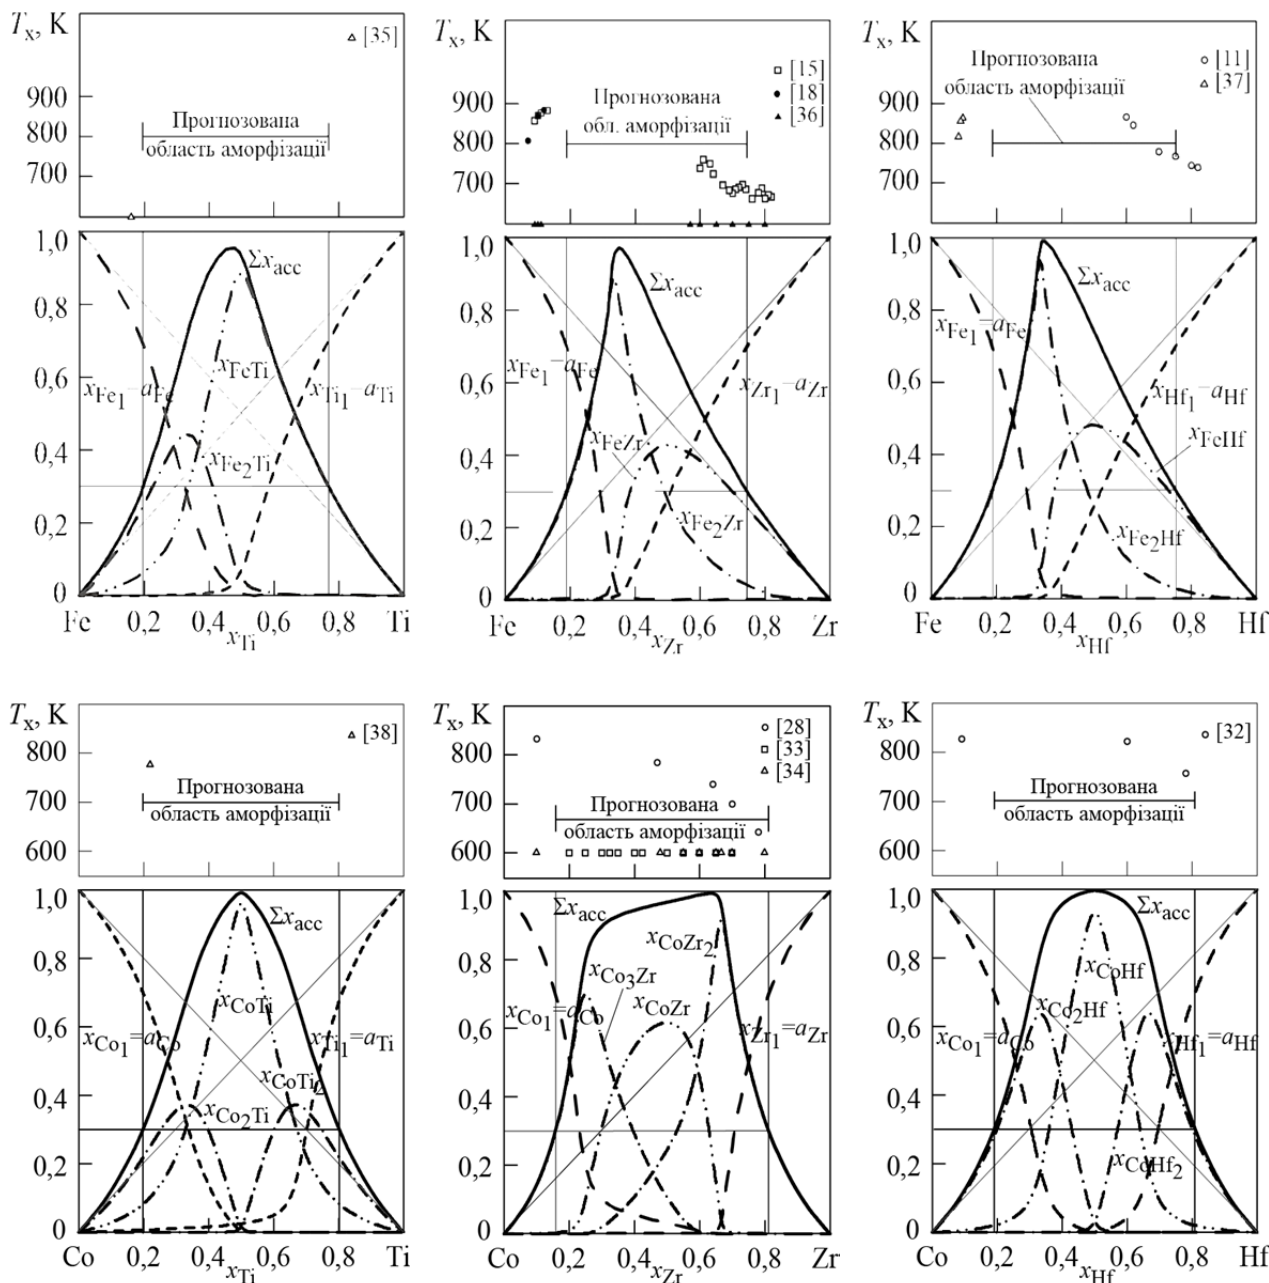 Tx, K
[35]
900
800
700
Прогнозована
область аморфізації
1,0
0,8
0,6
0,4
0,2
0
Σxacc
xFe1=aFe
xFeTi
xTi1=aTi
xFe2Ti
Fe 0,2 0,4 0,6 0,8 Ti
xTi
Tx, K
[15]
[18]
[36]
900
800
700
Прогнозована
обл. аморфізації
1,0
0,8
0,6
0,4
0,2
0
Σxacc
xFe1=aFe
xZr1=aZr
xFeZr
xFe2Zr
Fe 0,2 0,4 0,6 0,8 Zr
xZr
Tx, K
[11]
[37]
900
800
700
Прогнозована
область аморфізації
1,0
0,8
0,6
0,4
0,2
0
Σxacc
xFe1=aFe
xHf1=aHf
xFeHf
xFe2Hf
Fe 0,2 0,4 0,6 0,8 Hf
xHf
Tx, K
[38]
800
700
600
Прогнозована
область аморфізації
1,0
0,8
0,6
0,4
0,2
0
Σxacc
xCoTi
xCo1=aCo
xTi1=aTi
xCoTi2
xCo2Ti
Co 0,2 0,4 0,6 0,8 Ti
xTi
Tx, K
[28]
[33]
[34]
800
700
600
Прогнозована
область аморфізації
1,0
0,8
0,6
0,4
0,2
0
Σxacc
xCoZr2
xCo3Zr
xCo1=aCo
xCoZr
xZr1=aZr
Co 0,2 0,4 0,6 0,8 Zr
xZr
Tx, K
[32]
800
700
600
Прогнозована
область аморфізації
1,0
0,8
0,6
0,4
0,2
0
Σxacc
xCoHf
xCo2Hf
xCo1=aCo
Hf1=aHf
xCoHf2
Co 0,2 0,4 0,6 0,8 Hf
xHf